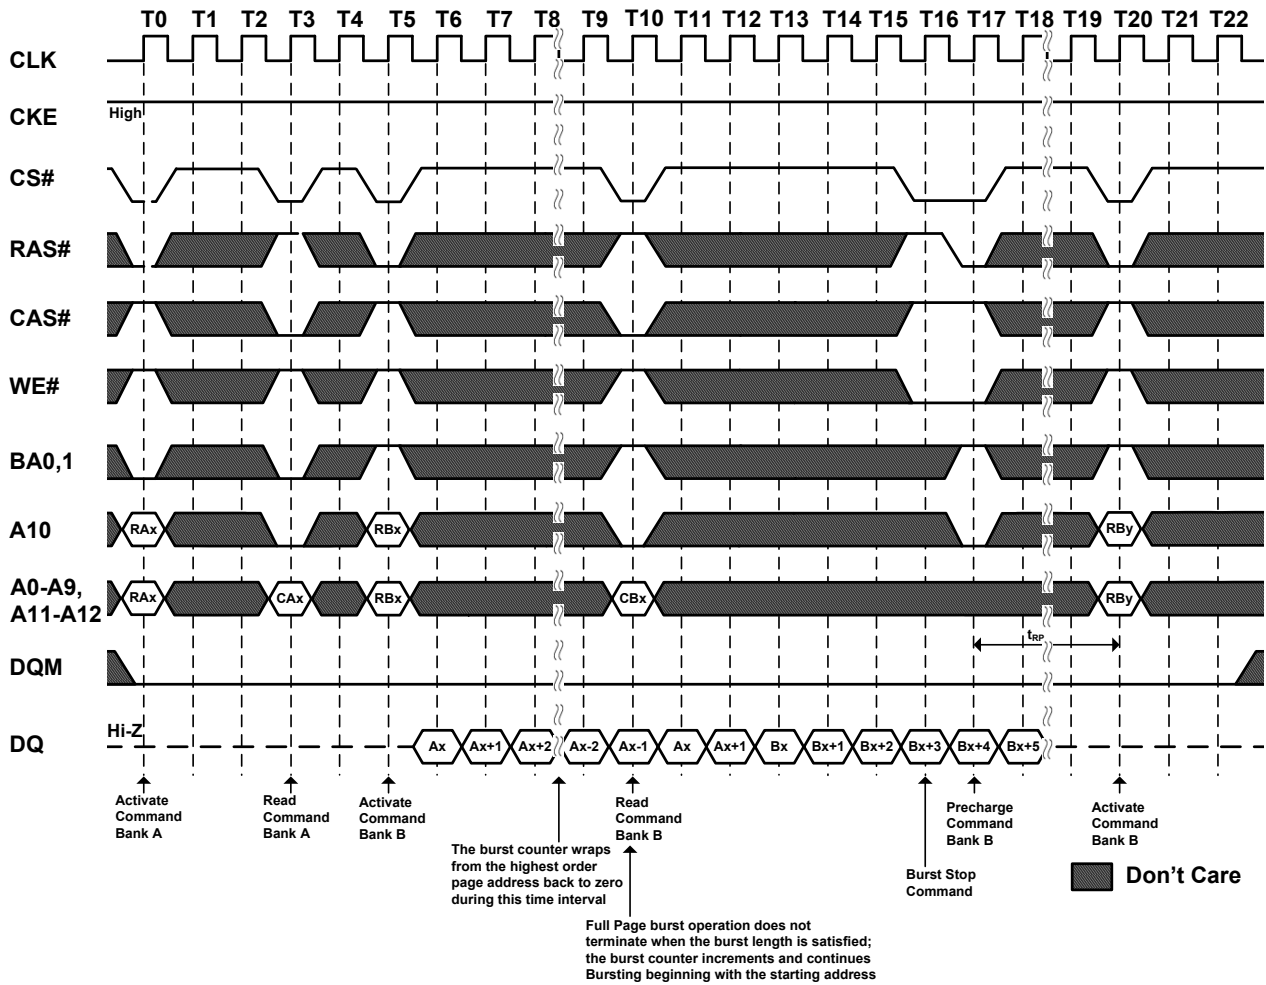 T0 T1 T2 T3 T4 T5 T6 T7 T8 T9 T10 T11 T12 T13 T14 T15 T16 T17 T18 T19 T20 T21 T22
CLK
CKE
High
CS#
RAS#
CAS#
WE#
BA0,1
A10
RAx RBx RBy
A0-A9,
A11-A12
RAx CAx RBx CBx RBy
tRP
DQM
Hi-Z
DQ
Ax Ax+1 Ax+2 Ax-2 Ax-1 Ax Ax+1 Bx Bx+1 Bx+2 Bx+3 Bx+4 Bx+5
Activate
Command
Bank A
Read
Command
Bank A
Activate
Command
Bank B
The burst counter wraps
from the highest order
page address back to zero
during this time interval
Read
Command
Bank B
Full Page burst operation does not
terminate when the burst length is satisfied;
the burst counter increments and continues
Bursting beginning with the starting address
Burst Stop
Command
Precharge
Command
Bank B
Activate
Command
Bank B
Don't Care